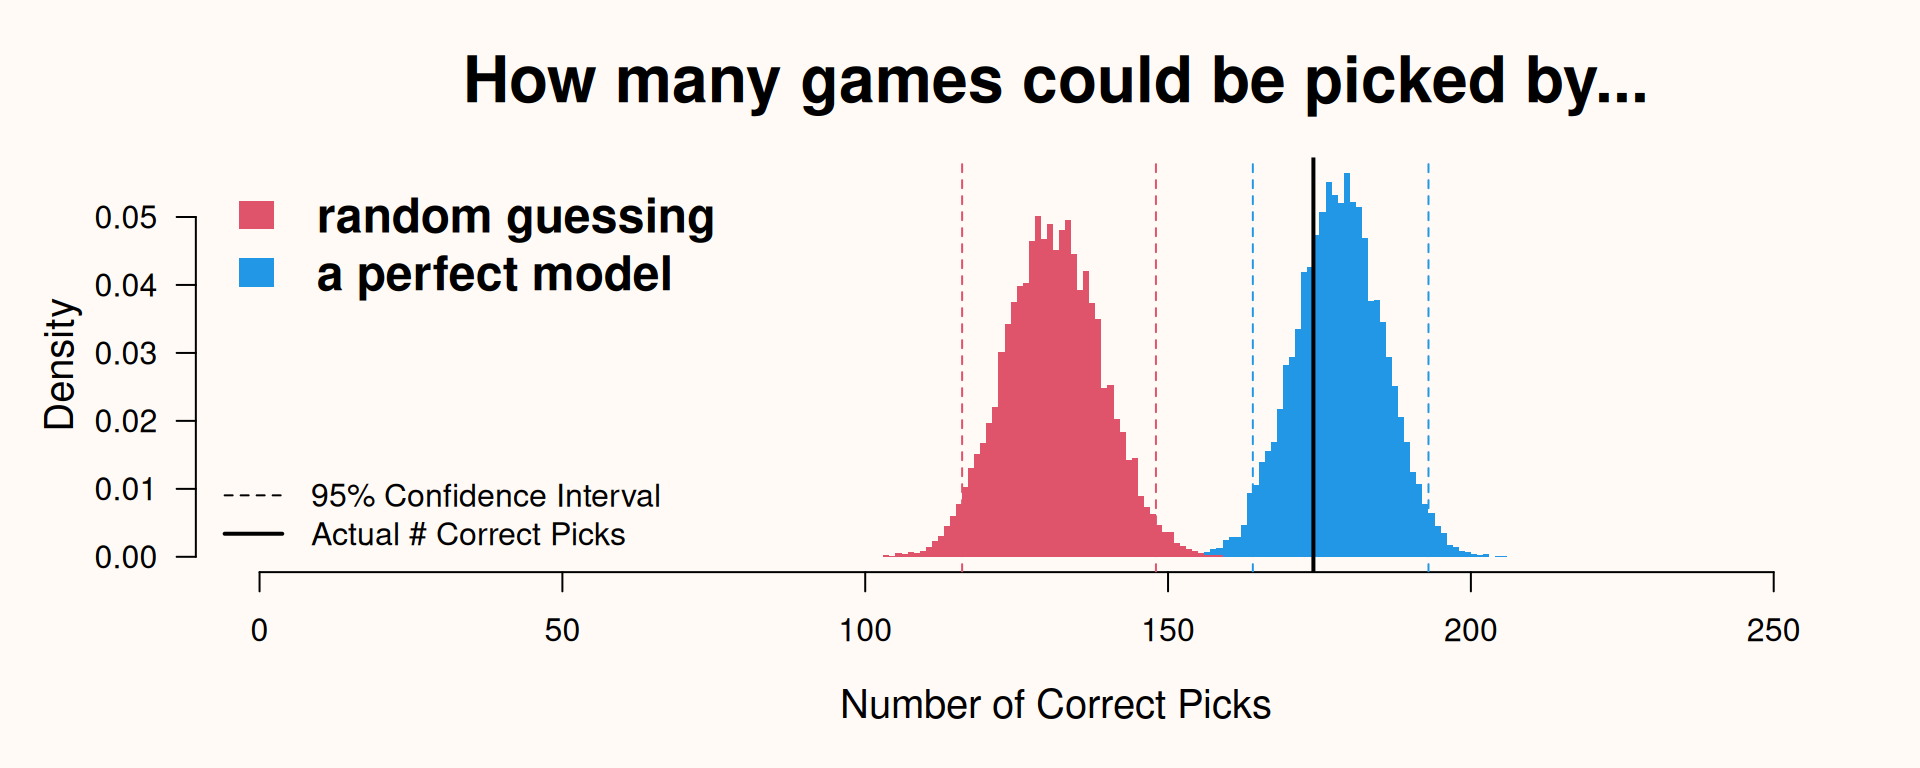 How many games could be picked by...
random guessing
a perfect model
0.05
0.04
0.03
0.02
0.01
0.00
Density
95% Confidence Interval
Actual # Correct Picks
0 50 100 150 200 250
Number of Correct Picks